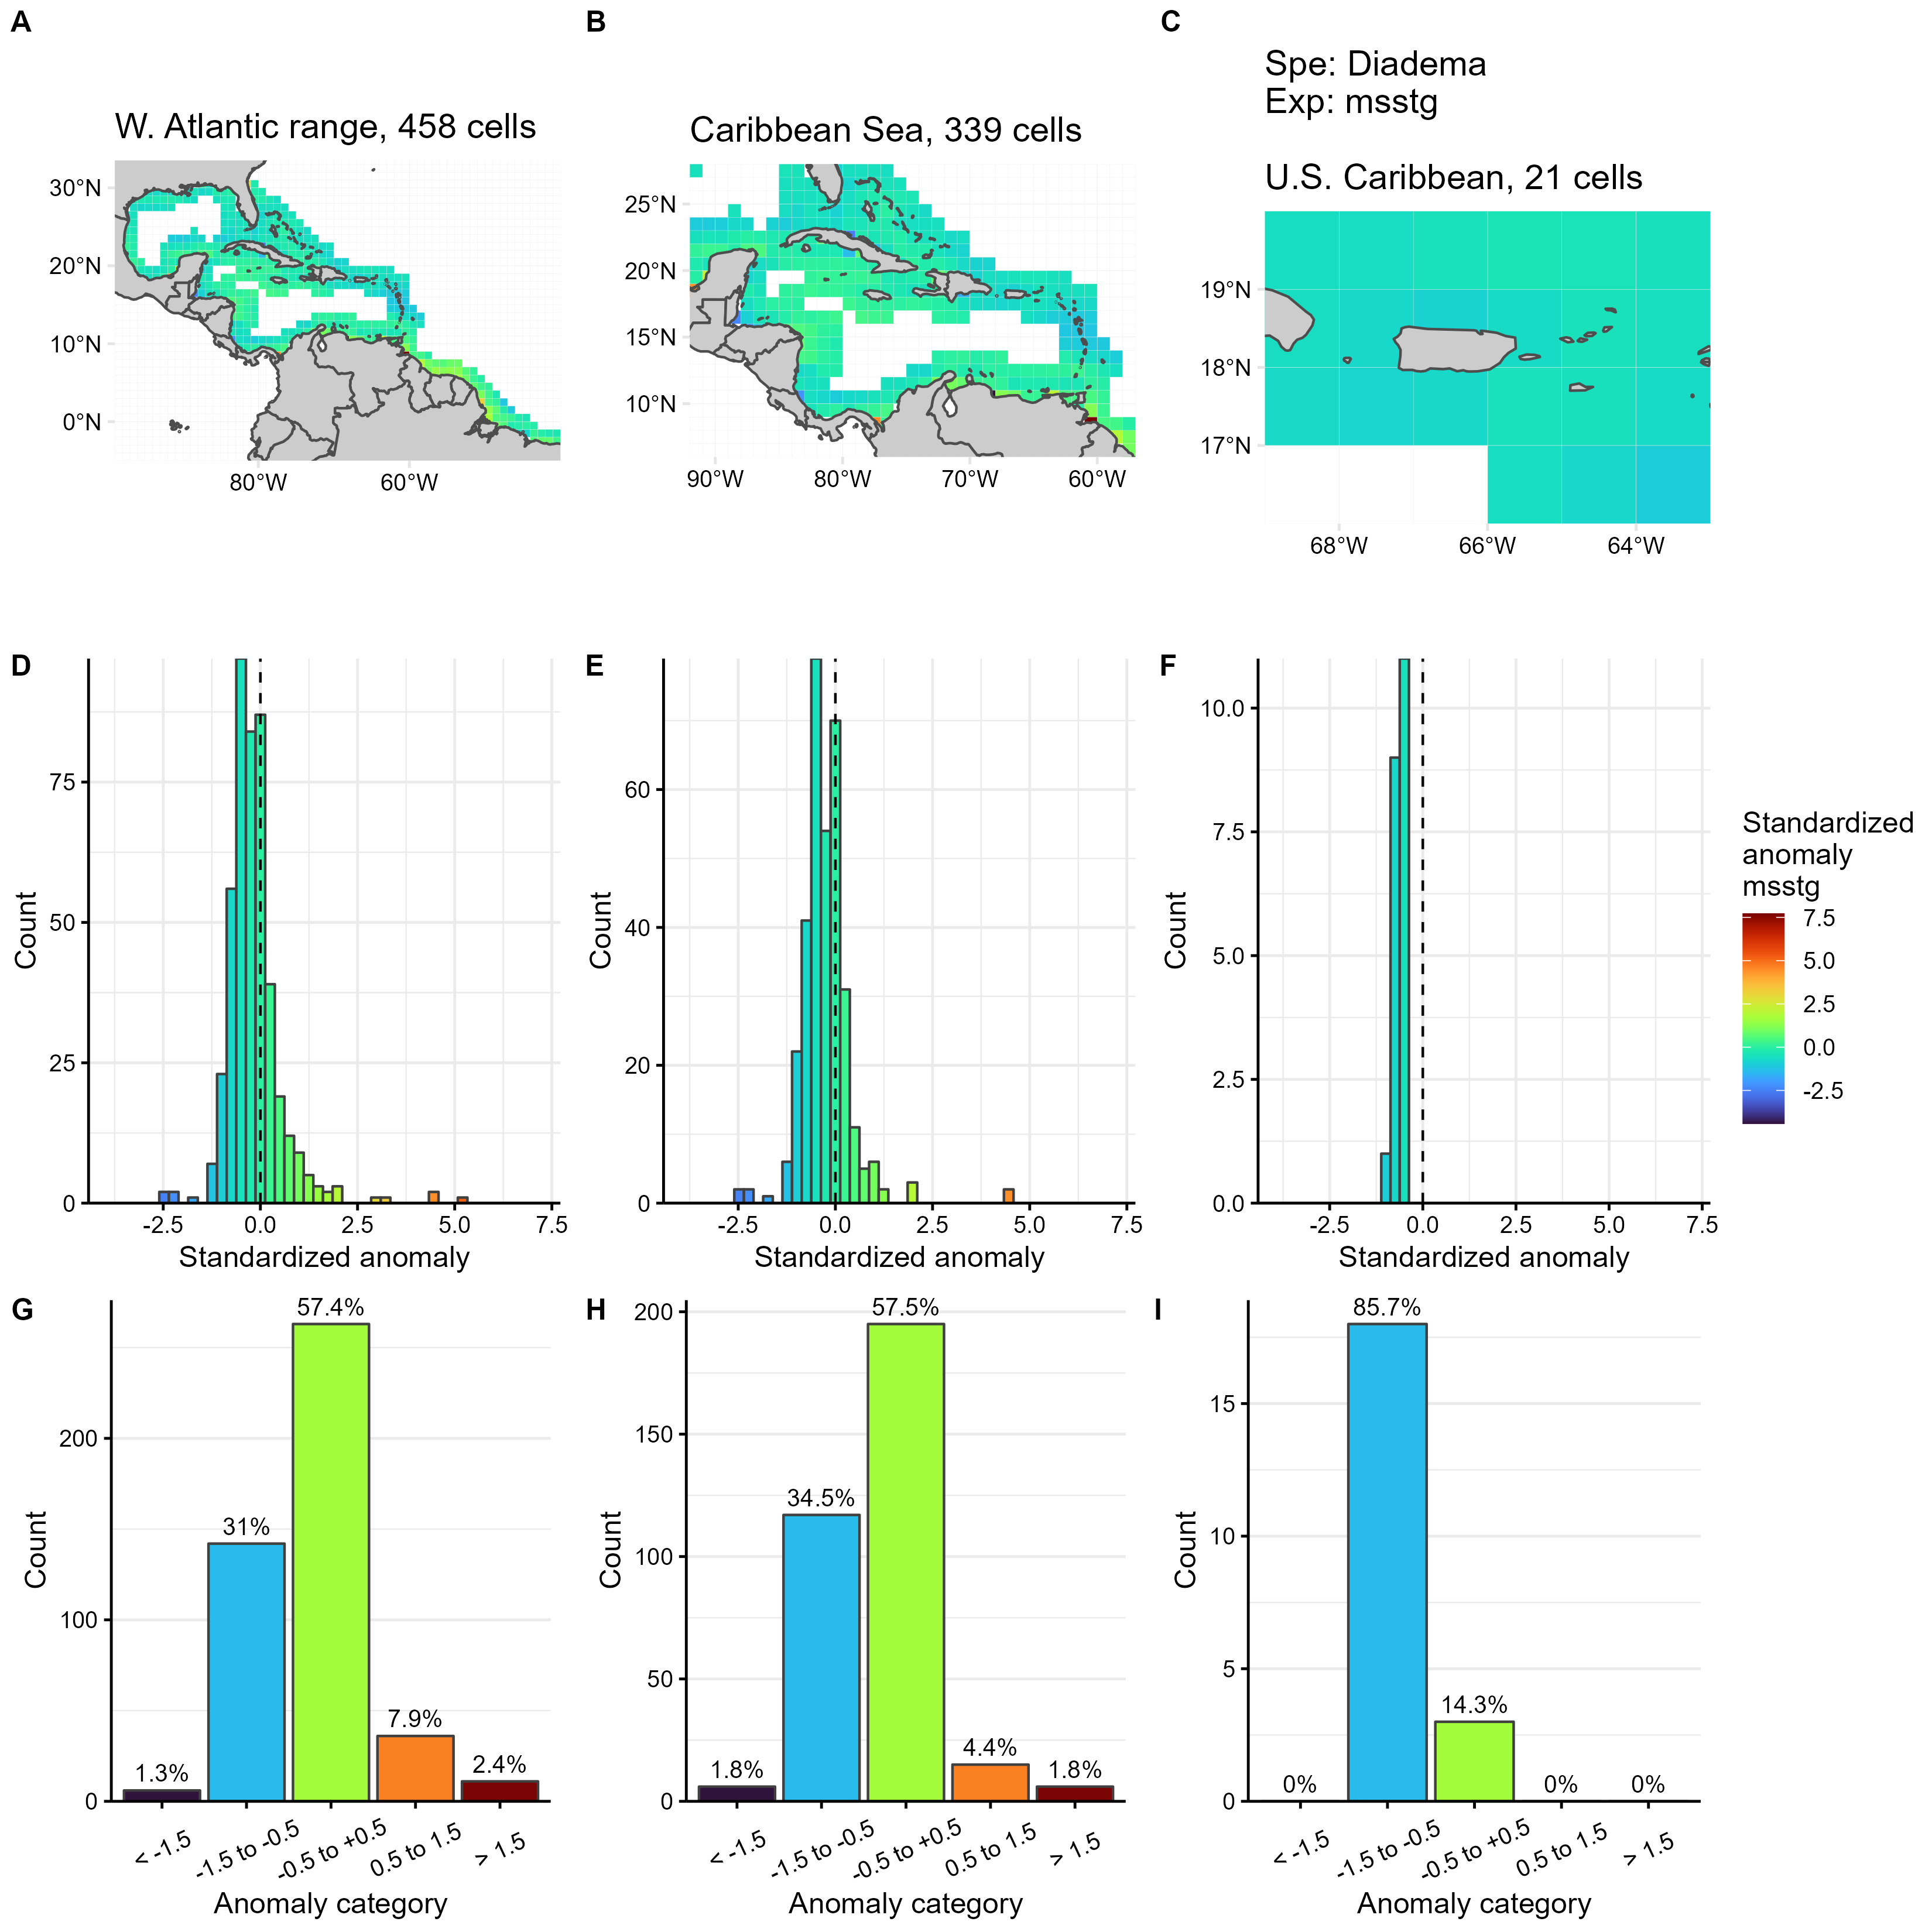 A
B
C
Spe: Diadema
Exp: msstg
W. Atlantic range, 458 cells
Caribbean Sea, 339 cells
U.S. Caribbean, 21 cells
30°N
20°N
10°N
0°N
80°W
60°W
25°N
20°N
15°N
10°N
90°W
80°W
70°W
60°W
19°N
18°N
17°N
68°W
66°W
64°W
D
Count
75
50
25
0
-2.5
0.0
2.5
5.0
7.5
Standardized anomaly
E
Count
60
40
20
0
-2.5
0.0
2.5
5.0
7.5
Standardized anomaly
F
Count
10.0
7.5
5.0
2.5
0.0
-2.5
0.0
2.5
5.0
7.5
Standardized anomaly
Standardized
anomaly
msstg
7.5
5.0
2.5
0.0
-2.5
G
Count
200
100
0
1.3%
31%
57.4%
7.9%
2.4%
< -1.5
-1.5 to -0.5
-0.5 to +0.5
0.5 to 1.5
> 1.5
Anomaly category
H
Count
200
150
100
50
0
1.8%
34.5%
57.5%
4.4%
1.8%
< -1.5
-1.5 to -0.5
-0.5 to +0.5
0.5 to 1.5
> 1.5
Anomaly category
I
Count
15
10
5
0
0%
85.7%
14.3%
0%
0%
< -1.5
-1.5 to -0.5
-0.5 to +0.5
0.5 to 1.5
> 1.5
Anomaly category